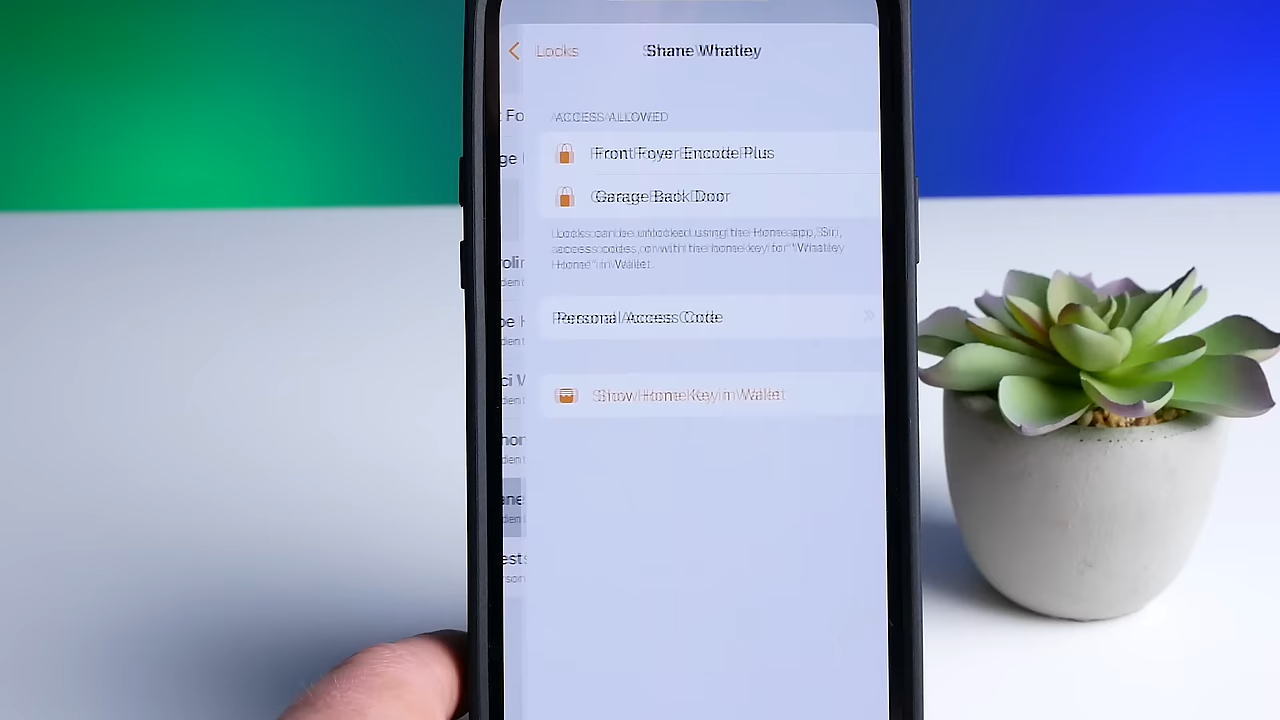 Locks
Shane Whatley
ACCESS ALLOWED
Front Foyer Encode Plus
Garage Back Door
Locks can be unlocked using the Home app, Siri,
access codes, or with the home key for "Whatley
Home" in Wallet.
Personal Access Code
Show Home Key in Wallet